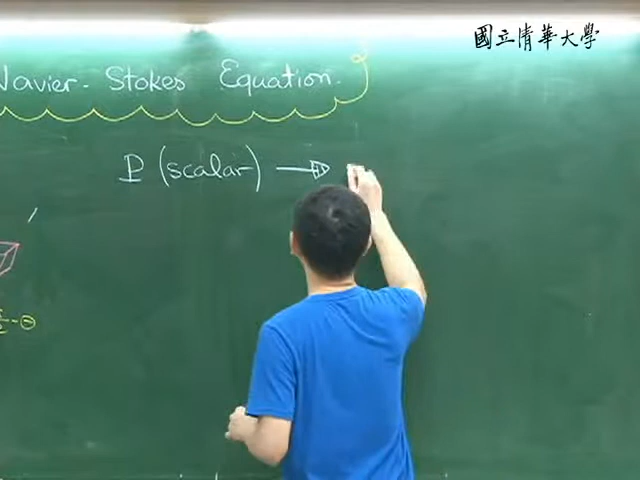 國立清華大學
Navier-Stokes Equation.
P (scalar) →